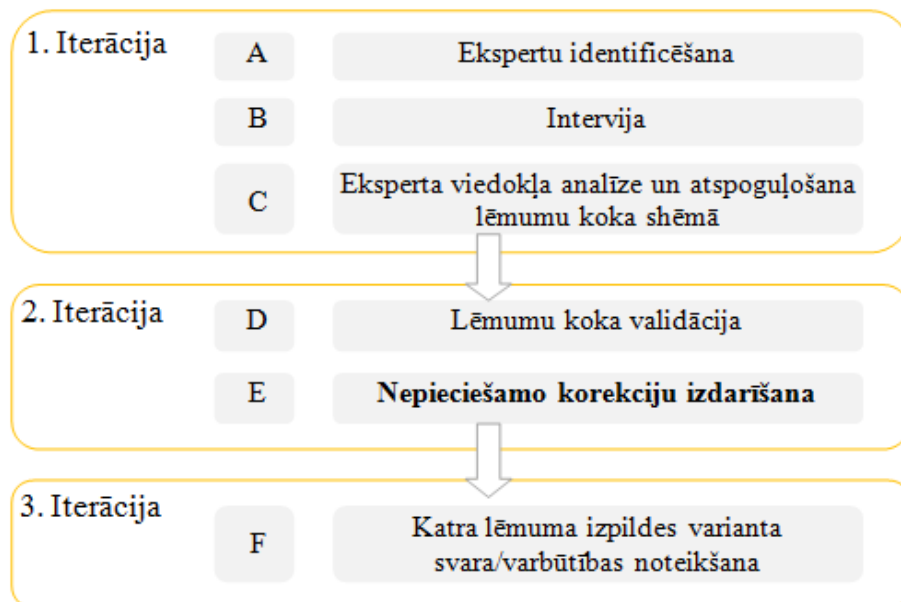 1. Iterācija
A
Ekspertu identificēšana
B
Intervija
C
Eksperta viedokļa analīze un atspoguļošana
lēmumu koka shēmā
2. Iterācija
D
Lēmumu koka validācija
E
Nepieciešamo korekciju izdarīšana
3. Iterācija
F
Katra lēmuma izpildes varianta
svara/varbūtības noteikšana